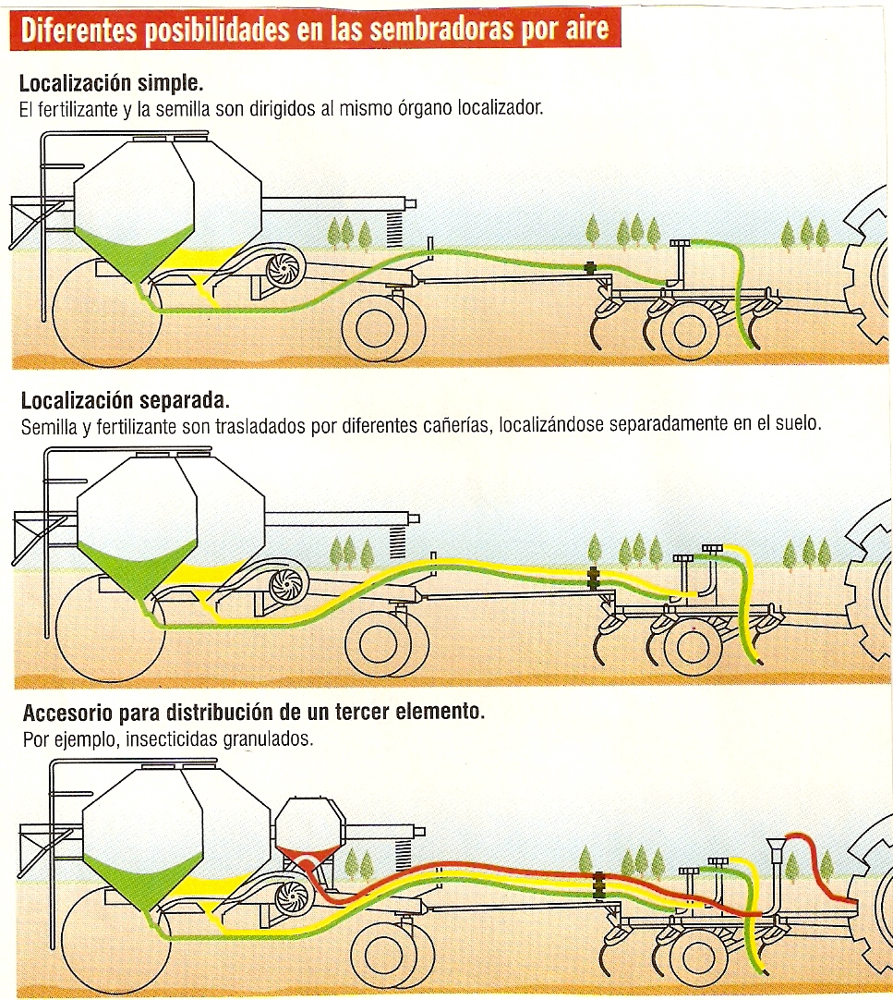 Diferentes posibilidades en las sembradoras por aire
Localización simple.
El fertilizante y la semilla son dirigidos al mismo órgano localizador.
Localización separada.
Semilla y fertilizante son trasladados por diferentes cañerías, localizándose separadamente en el suelo.
Accesorio para distribución de un tercer elemento.
Por ejemplo, insecticidas granulados.